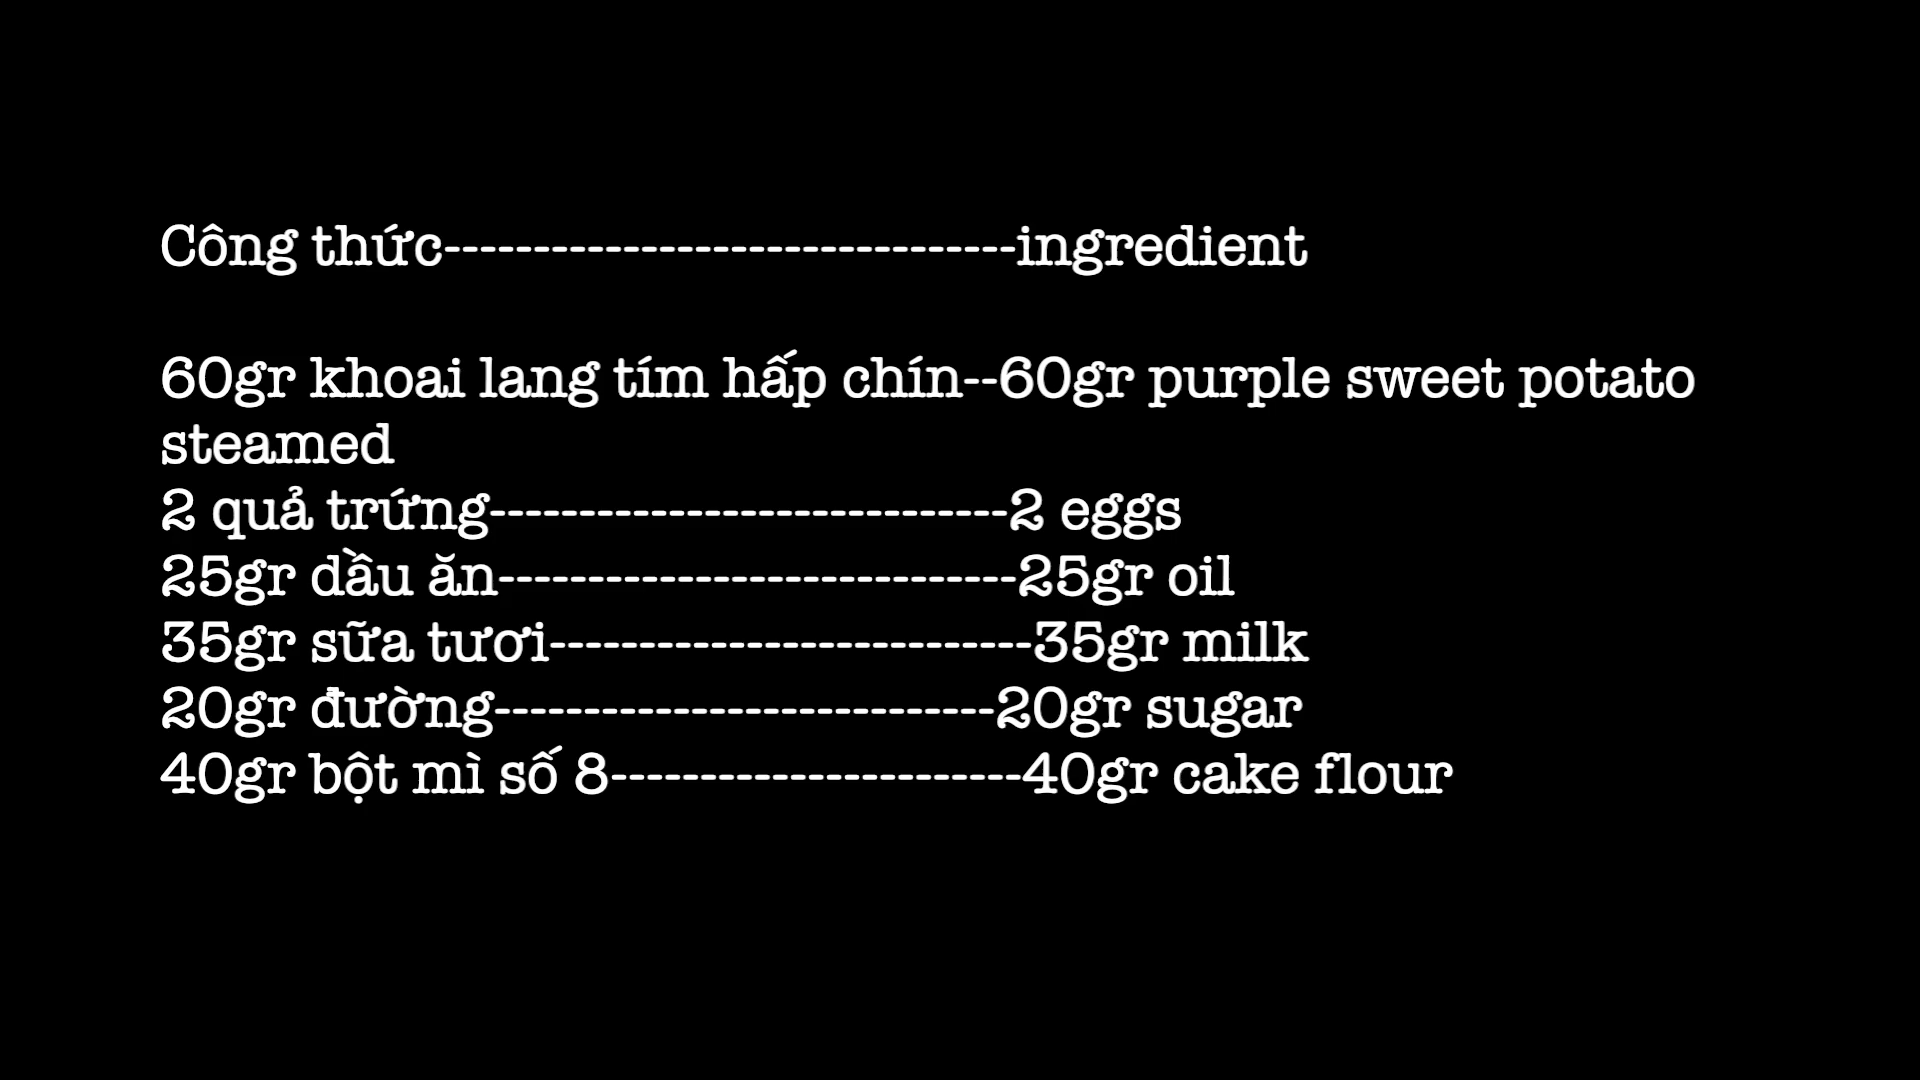 Công thức--------------------------------ingredient
60gr khoai lang tím hấp chín--60gr purple sweet potato
steamed
2 quả trứng-----------------------------2 eggs
25gr dầu ăn-----------------------------25gr oil
35gr sữa tươi---------------------------35gr milk
20gr đường----------------------------20gr sugar
40gr bột mì số 8-----------------------40gr cake flour